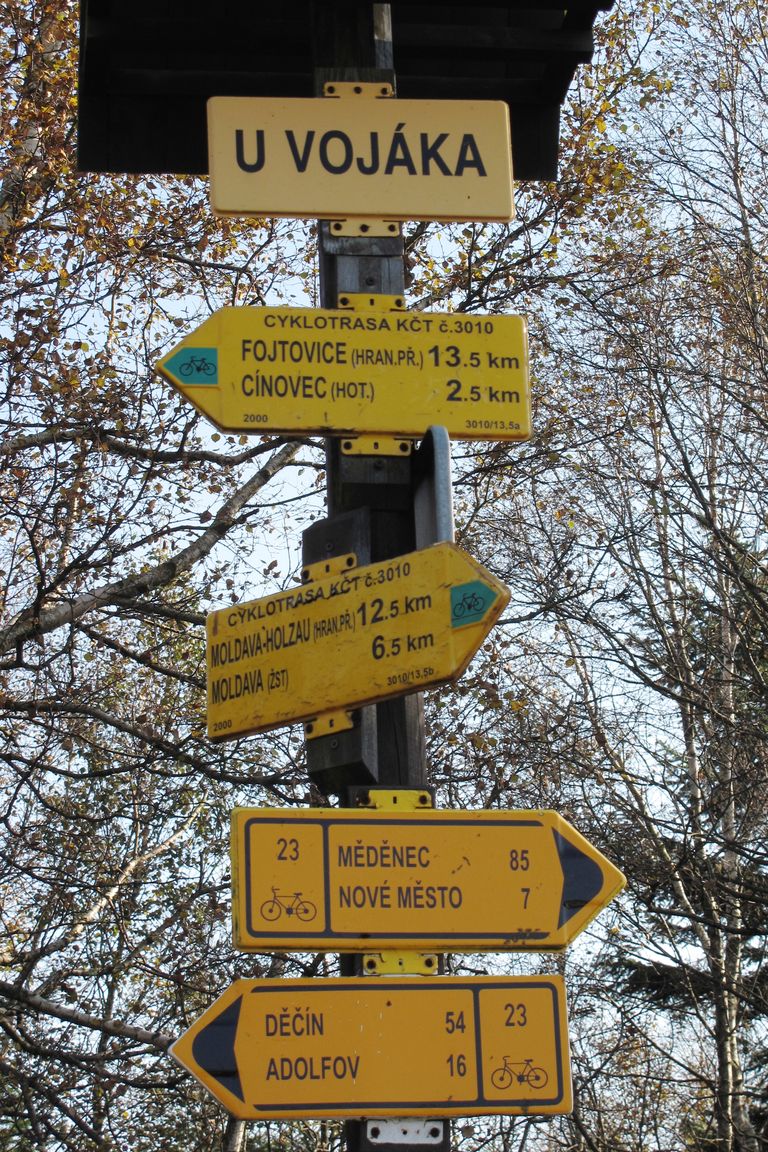 U VOJÁKA
CYKLOTRASA KČT č.3010
FOJTOVICE (HRAN.PŘ.) 13.5 km
CÍNOVEC (HOT.) 2.5 km
2000 3010/13,5a
CYKLOTRASA KČT č.3010
MOLDAVA-HOLZAU (HRAN.PŘ.) 12.5 km
MOLDAVA (ŽST) 6.5 km
2000 3010/13,5b
23 MĚDĚNEC 85
NOVÉ MĚSTO 7
DĚČÍN 54 23
ADOLFOV 16